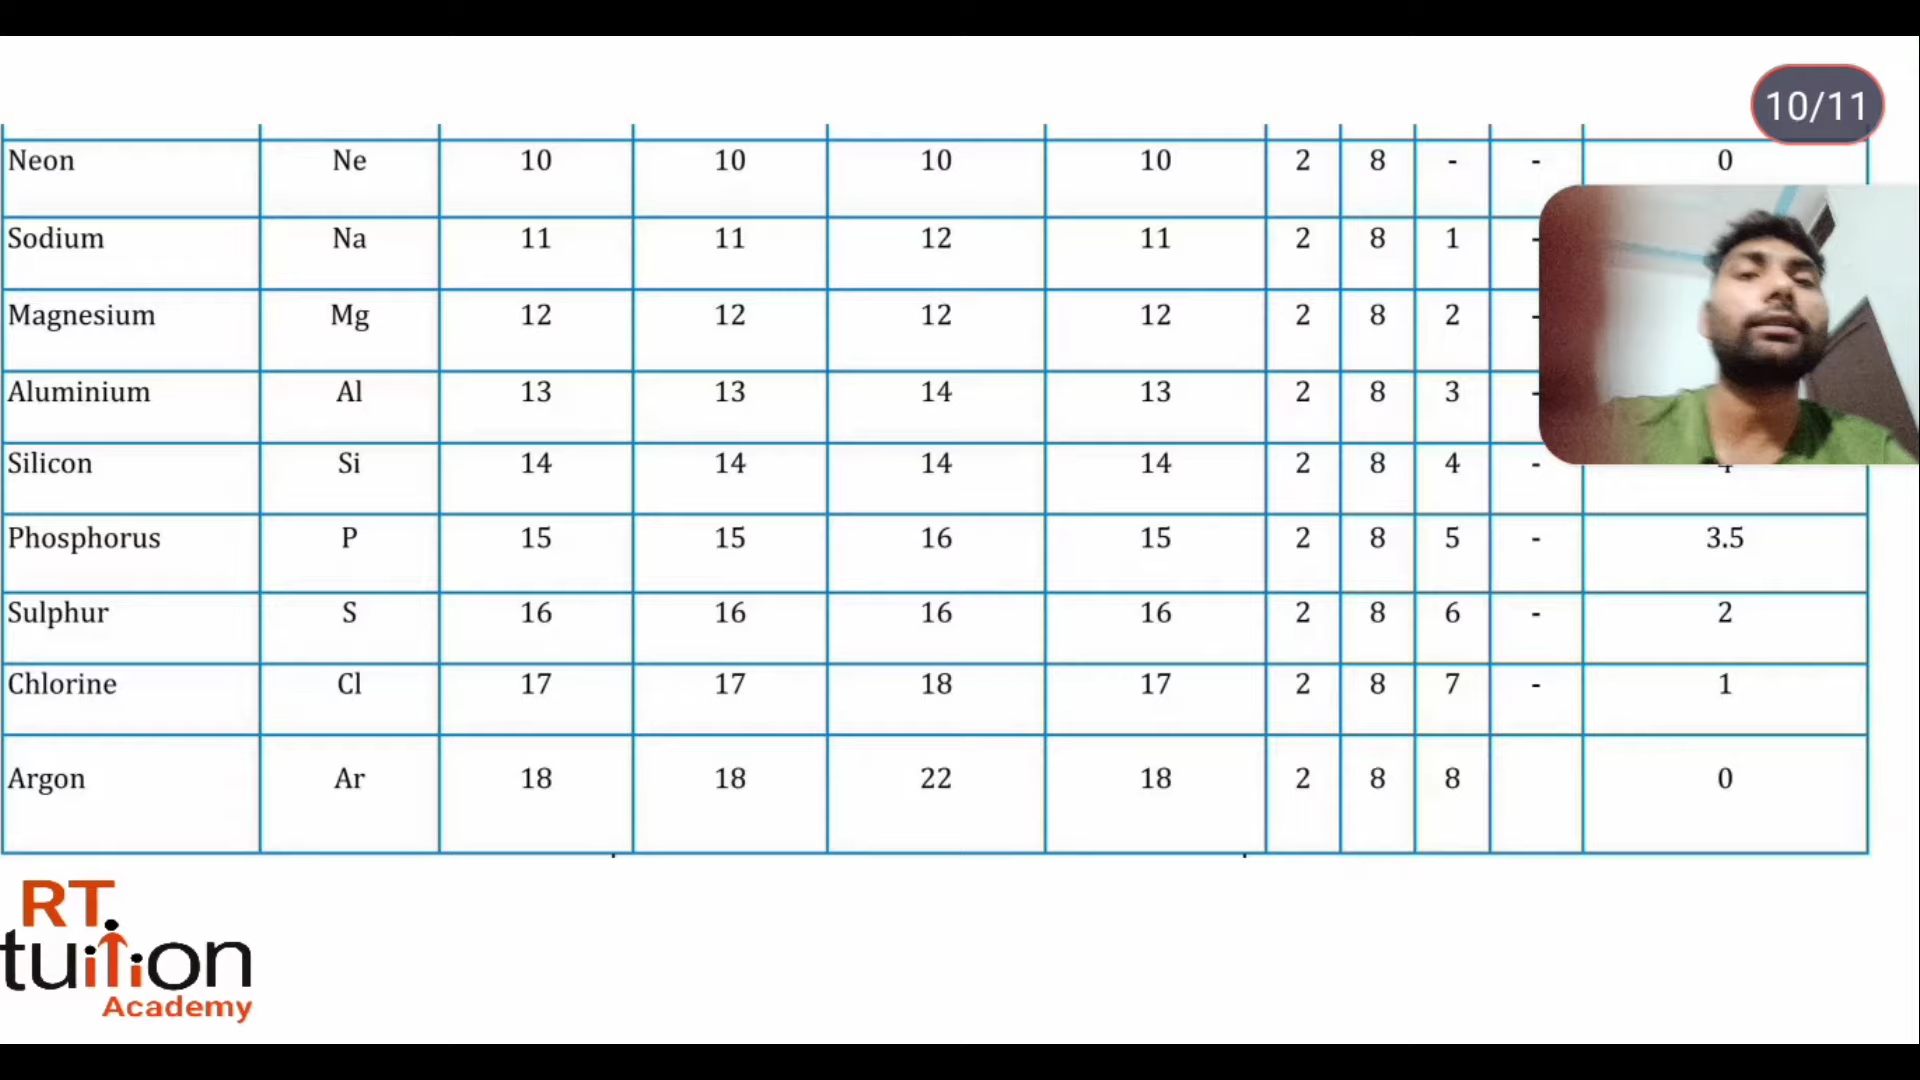 10/11
Neon Ne 10 10 10 10 2 8 - - 0
Sodium Na 11 11 12 11 2 8 1 -
Magnesium Mg 12 12 12 12 2 8 2 -
Aluminium Al 13 13 14 13 2 8 3 -
Silicon Si 14 14 14 14 2 8 4 -
Phosphorus P 15 15 16 15 2 8 5 - 3.5
Sulphur S 16 16 16 16 2 8 6 - 2
Chlorine Cl 17 17 18 17 2 8 7 - 1
Argon Ar 18 18 22 18 2 8 8 0
RT
tuition
Academy